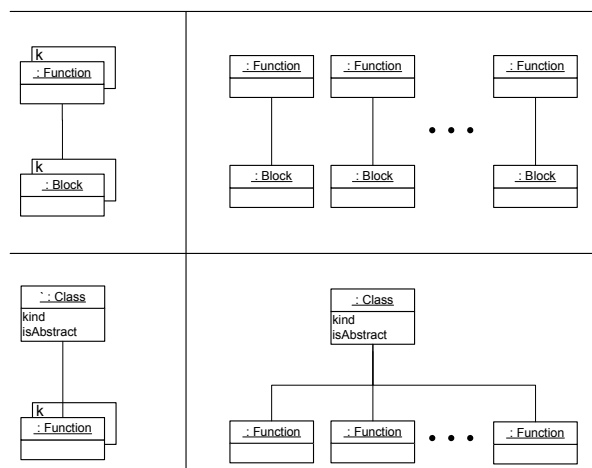 k
_: Function
k
_: Block
_: Function _: Function _: Function
_: Block _: Block _: Block
` : Class
kind
isAbstract
k
_: Function
_: Class
kind
isAbstract
_: Function _: Function _: Function